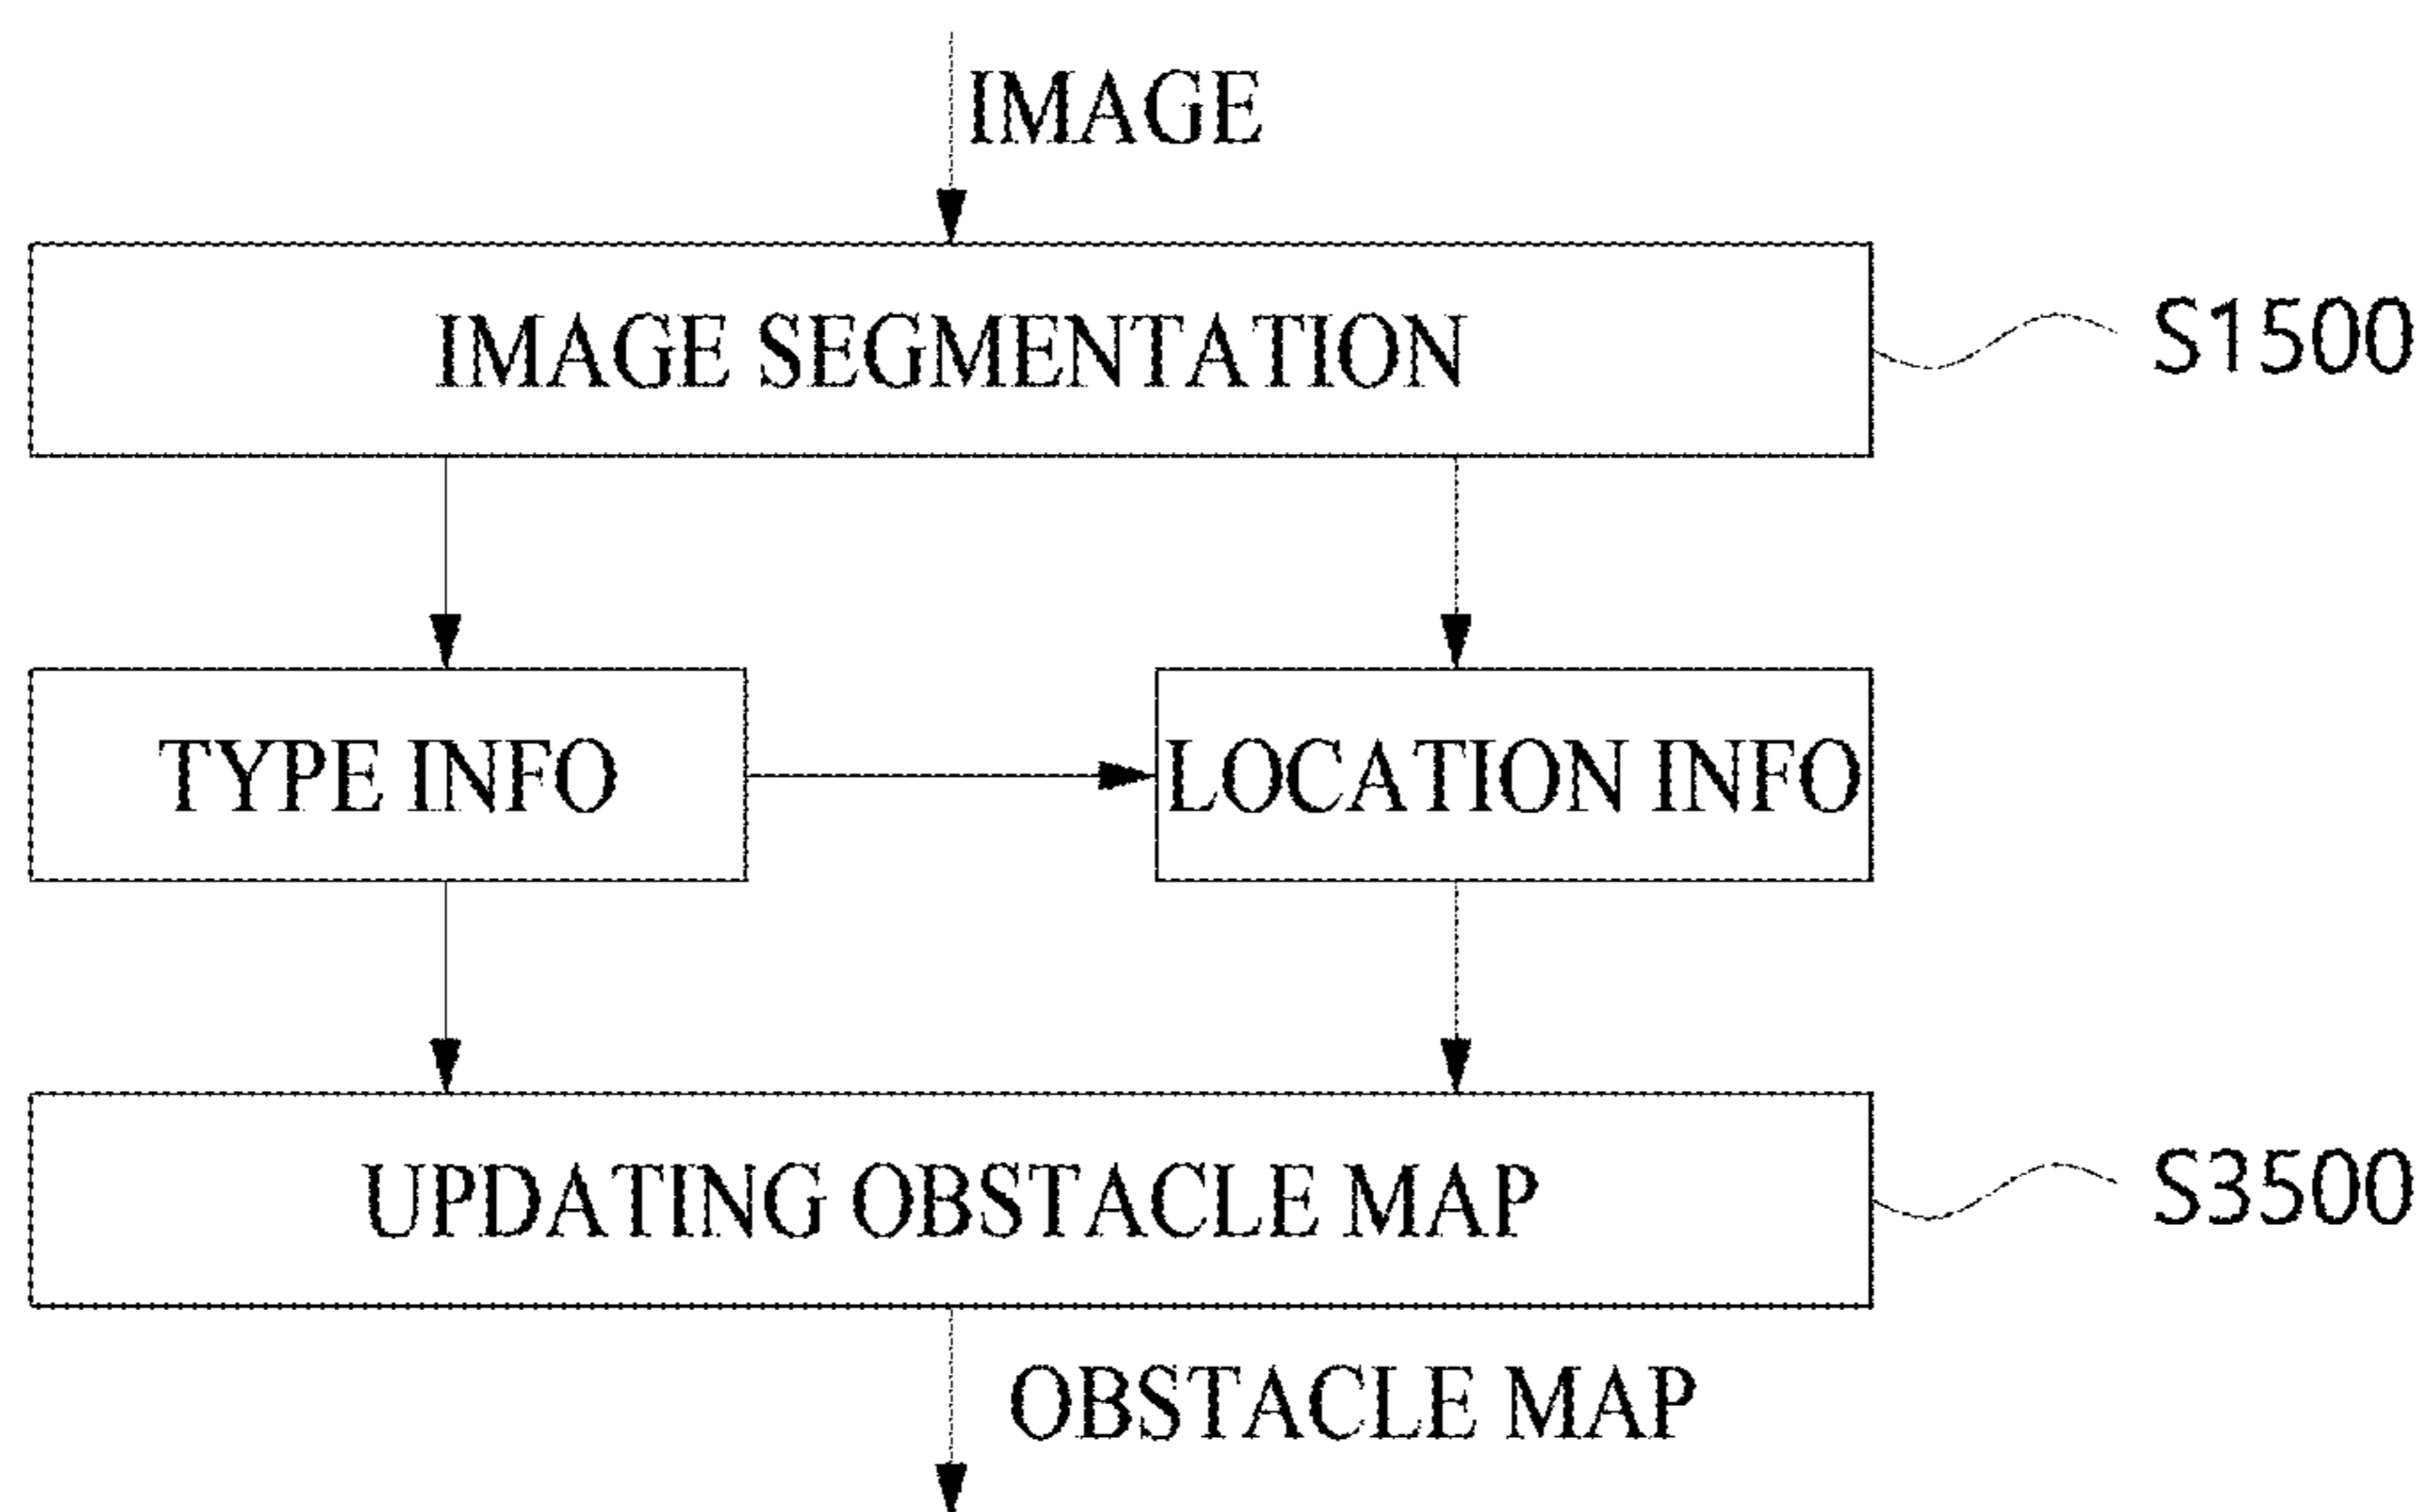 IMAGE
IMAGE SEGMENTATION
S1500
TYPE INFO
LOCATION INFO
UPDATING OBSTACLE MAP
S3500
OBSTACLE MAP